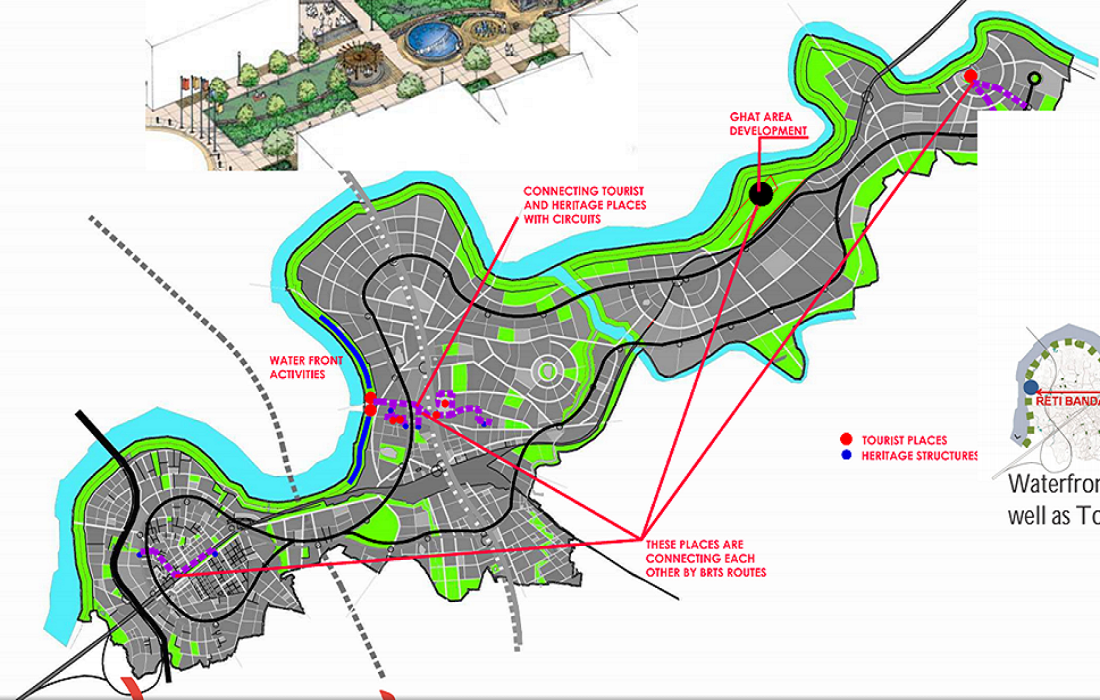 GHAT AREA
DEVELOPMENT
CONNECTING TOURIST
AND HERITAGE PLACES
WITH CIRCUITS
WATER FRONT
ACTIVITIES
RETI BANDA
TOURIST PLACES
HERITAGE STRUCTURES
Waterfron
well as To
THESE PLACES ARE
CONNECTING EACH
OTHER BY BRTS ROUTES